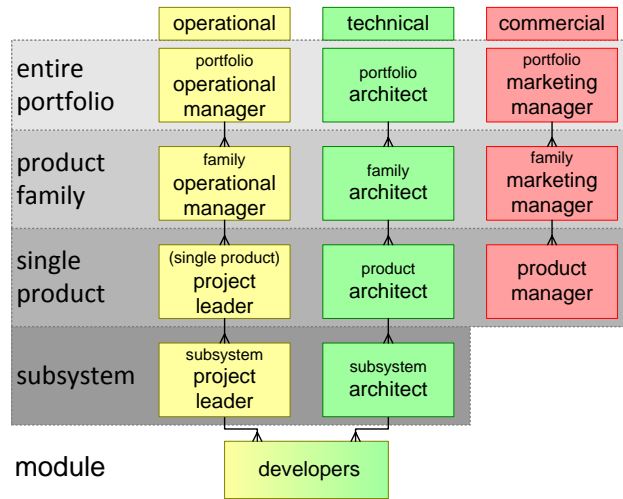 operational
technical
commercial
entire
portfolio
portfolio
operational
manager
portfolio
architect
portfolio
marketing
manager
product
family
family
operational
manager
family
architect
family
marketing
manager
single
product
(single product)
project
leader
product
architect
product
manager
subsystem
subsystem
project
leader
subsystem
architect
module
developers